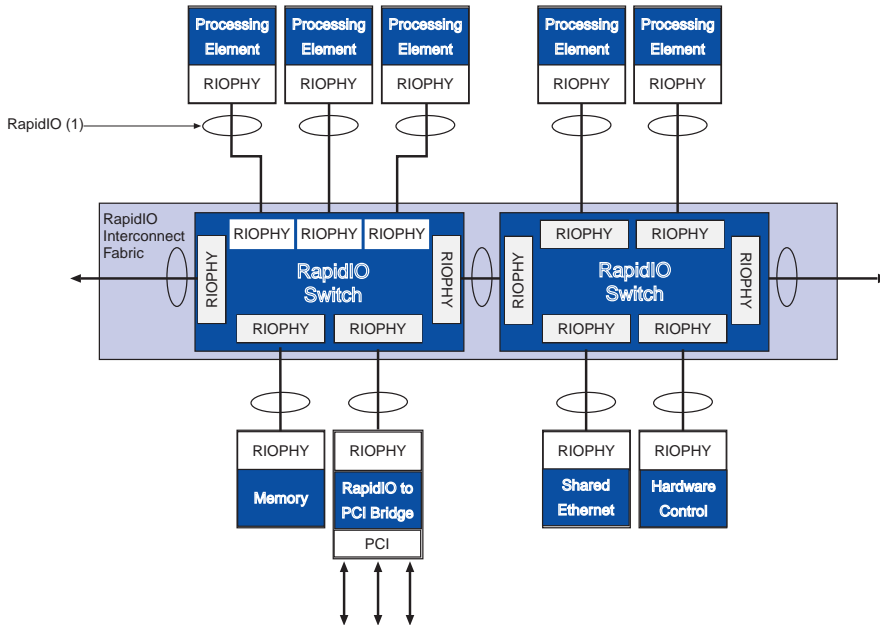 Processing
Element
Processing
Element
Processing
Element
Processing
Element
Processing
Element
RIOPHY
RIOPHY
RIOPHY
RIOPHY
RIOPHY
RapidIO (1)
RapidIO
Interconnect
Fabric
RIOPHY
RIOPHY
RIOPHY
RIOPHY
RIOPHY
RIOPHY
RapidIO
Switch
RIOPHY
RIOPHY
RapidIO
Switch
RIOPHY
RIOPHY
RIOPHY
RIOPHY
RIOPHY
RIOPHY
RIOPHY
RIOPHY
RIOPHY
Memory
RapidIO to
PCI Bridge
Shared
Ethernet
Hardware
Control
PCI